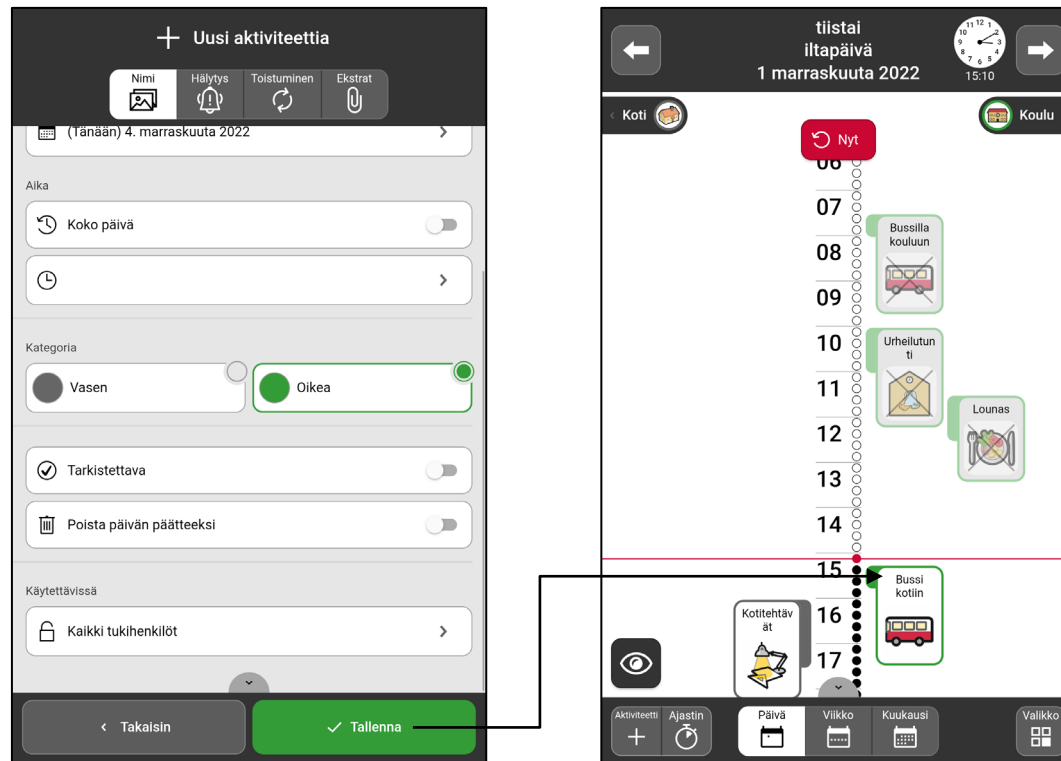 Uusi aktiviteettia
Nimi
Hälytys
Toistuminen
Ekstrat
(Tänään) 4. marraskuuta 2022
Aika
Koko päivä
Kategoria
Vasen
Oikea
Tarkistettava
Poista päivän päätteeksi
Käytettävissä
Kaikki tukihenkilöt
Takaisin
Tallenna
tiistai
iltapäivä
1 marraskuuta 2022
15:10
Koti
Koulu
Nyt
06
07
08
09
10
11
12
13
14
15
16
17
Bussilla
kouluun
Urheilutun
ti
Lounas
Bussi
kotiin
Kotitehtäv
ät
Aktiviteetti
Ajastin
Päivä
Viikko
Kuukausi
Valikko